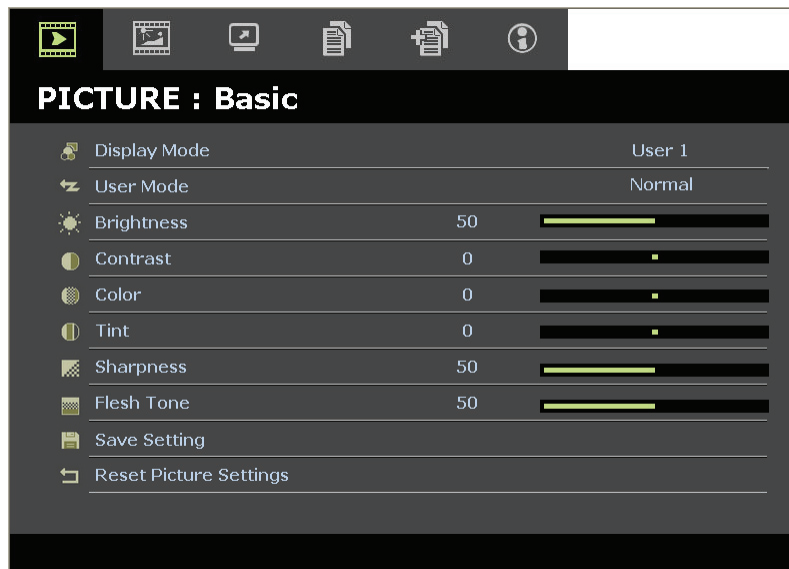 PICTURE : Basic
Display Mode User 1
User Mode Normal
Brightness 50
Contrast 0
Color 0
Tint 0
Sharpness 50
Flesh Tone 50
Save Setting
Reset Picture Settings